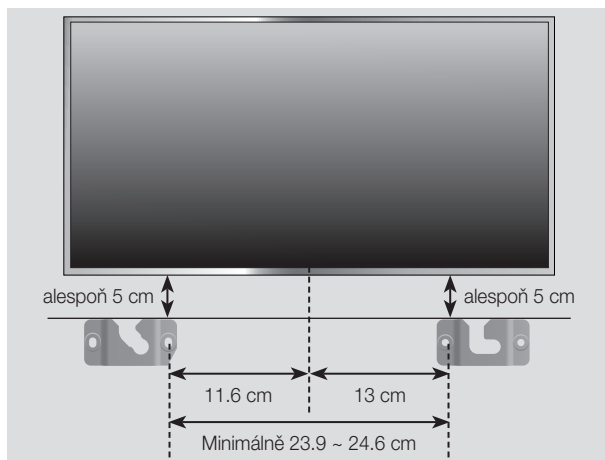 alespoň 5 cm
alespoň 5 cm
11.6 cm
13 cm
Minimálně 23.9 ~ 24.6 cm